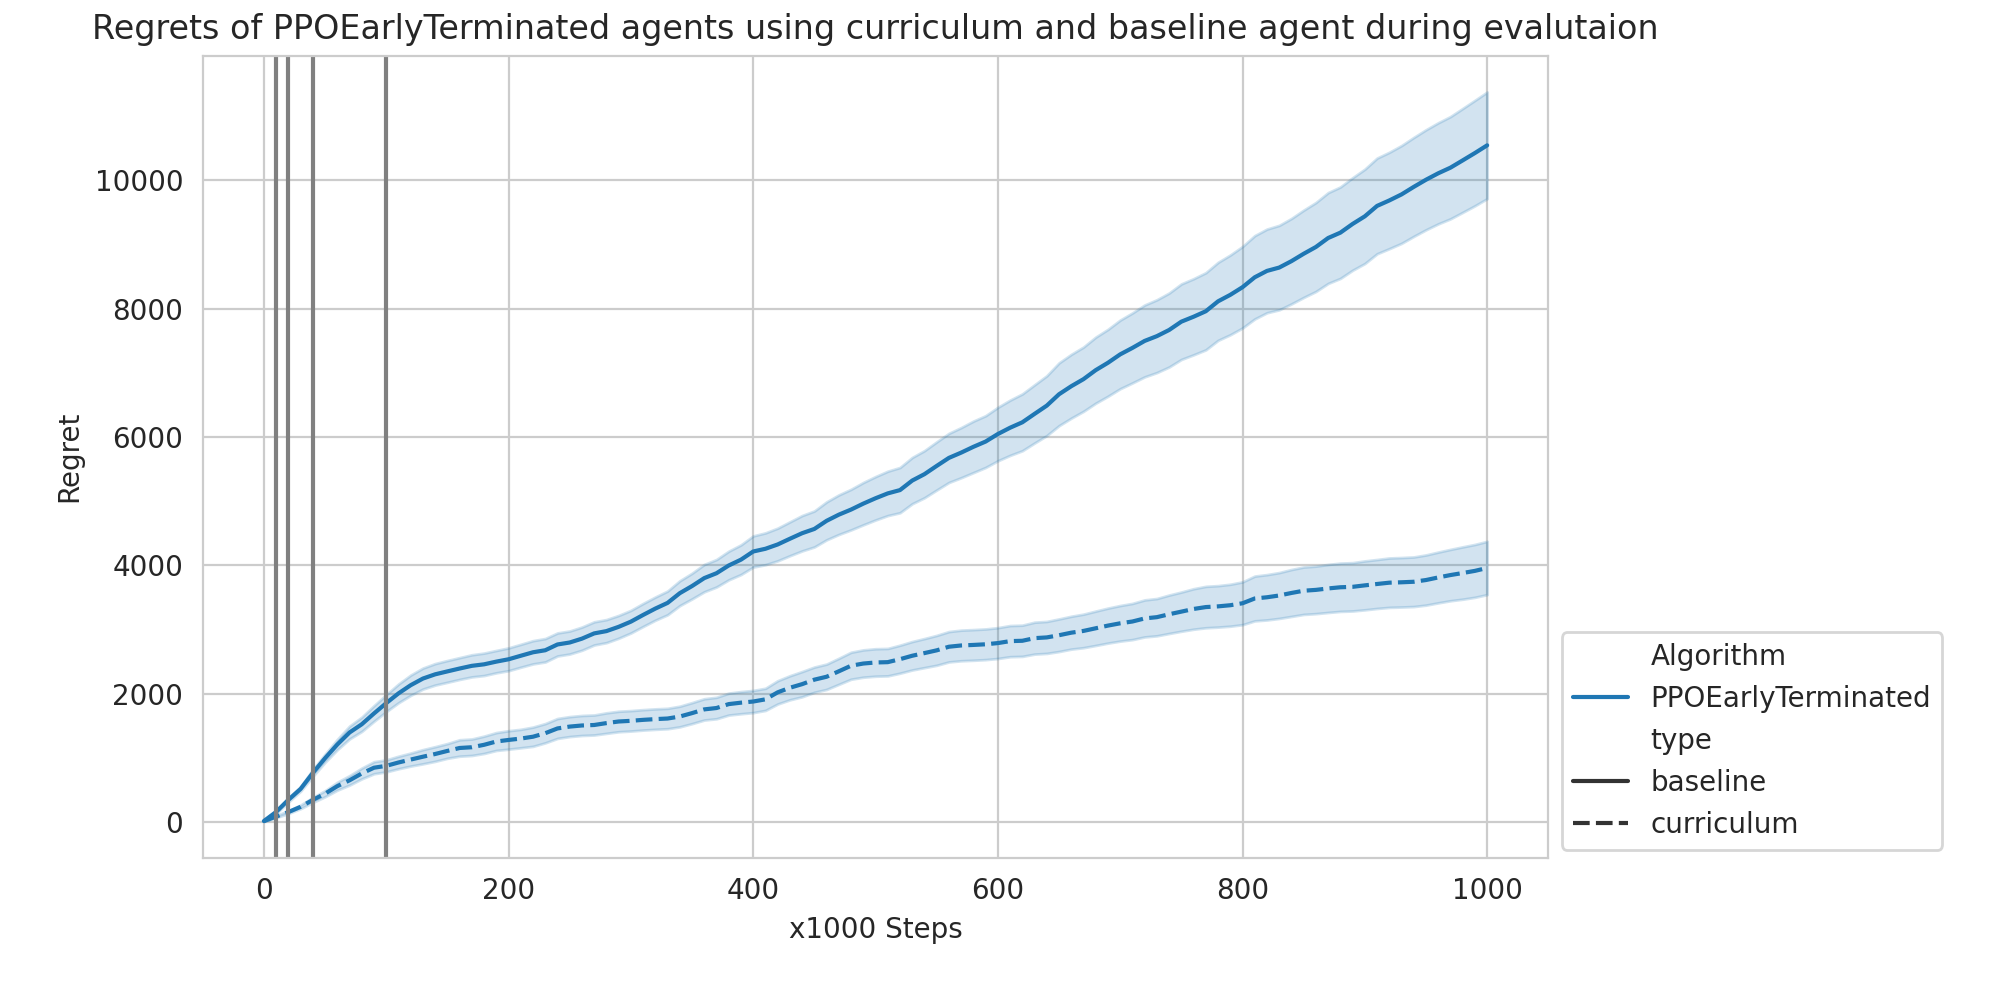 Regrets of PPOEarlyTerminated agents using curriculum and baseline agent during evalutaion
10000
8000
6000
4000
2000
0
Regret
0 200 400 600 800 1000
x1000 Steps
Algorithm
PPOEarlyTerminated
type
baseline
curriculum